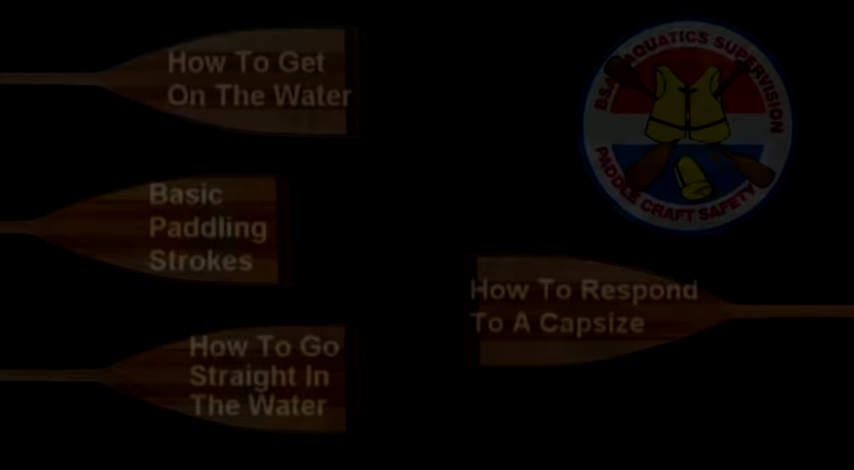 How To Get
On The Water
BSA AQUATICS SUPERVISION
PADDLE CRAFT SAFETY
Basic
Paddling
Strokes
How To Respond
To A Capsize
How To Go
Straight In
The Water